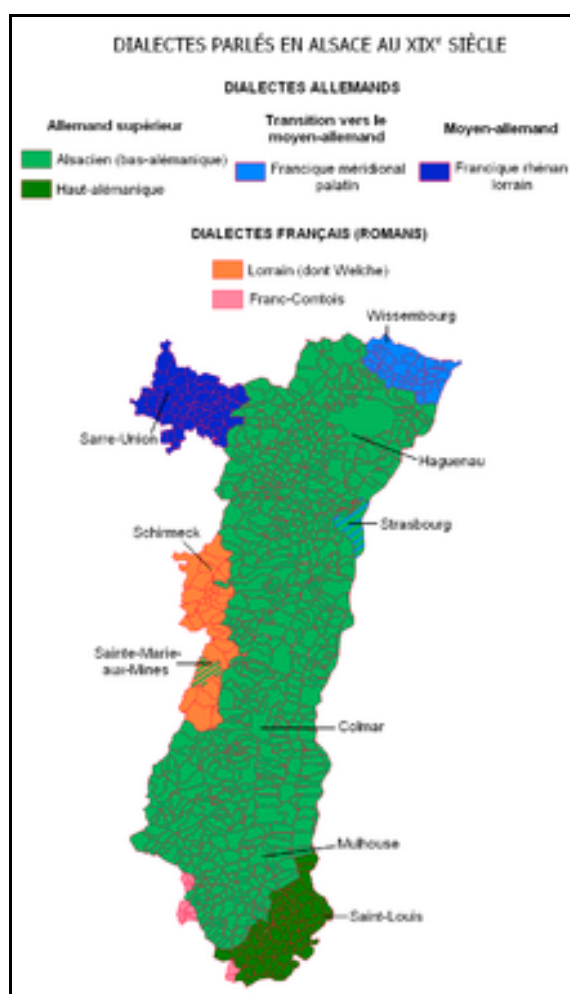 DIALECTES PARLÉS EN ALSACE AU XIXᵉ SIÈCLE
DIALECTES ALLEMANDS
Allemand supérieur
Alsacien (bas-alémanique)
Haut-alémanique
Transition vers le
moyen-allemand
Francique méridional
palatin
Moyen-allemand
Francique rhénan
lorrain
DIALECTES FRANÇAIS (ROMANS)
Lorrain (dont Welche)
Franc-Comtois
Wissembourg
Sarre-Union
Haguenau
Strasbourg
Schirmeck
Sainte-Marie-
aux-Mines
Colmar
Mulhouse
Saint-Louis